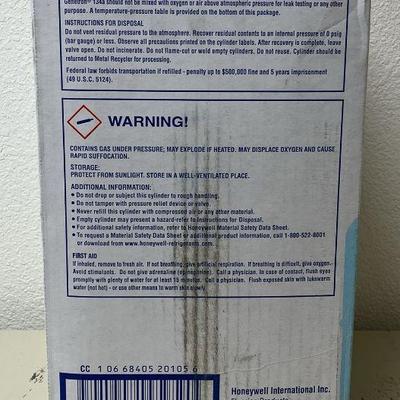 Genetron® 134a should not be mixed with oxygen or air above atmospheric pressure for leak testing or any other
purpose. A temperature-pressure table is provided on the bottom of this package.
INSTRUCTIONS FOR DISPOSAL
Do not vent residual pressure to the atmosphere. Recover residual contents to an internal pressure of 0 psig
(bar gauge) or less. Observe all precautions printed on the cylinder labels. After recovery is complete, leave
valve open. Do not incinerate. Do not flame-cut or weld empty cylinders. Do not reuse. Cylinder should be
returned to Metal Recycler for processing.
Federal law forbids transportation if refilled - penalty up to $500,000 fine and 5 years imprisonment
(49 U.S.C. 5124).
WARNING!
CONTAINS GAS UNDER PRESSURE; MAY EXPLODE IF HEATED. MAY DISPLACE OXYGEN AND CAUSE
RAPID SUFFOCATION.
STORAGE:
PROTECT FROM SUNLIGHT. STORE IN A WELL-VENTILATED PLACE.
ADDITIONAL INFORMATION:
• Do not drop or subject this cylinder to rough handling.
• Do not tamper with pressure relief device or valve.
• Never refill this cylinder with compressed air or any other material.
• Empty cylinder may present a hazard-refer to Instructions for Disposal.
• For additional safety information, refer to Honeywell Material Safety Data Sheet.
• To request a Material Safety Data Sheet or additional product information, call 1-800-522-8001
or download from www.honeywell-refrigerants.com.
FIRST AID
If inhaled, remove to fresh air. If not breathing, give artificial respiration. If breathing is difficult, give oxygen.
Avoid stimulants. Do not give adrenaline (epinephrine). Call a physician. In case of contact, flush eyes
promptly with plenty of water for at least 15 minutes. Call a physician. Flush exposed skin with lukewarm
water (not hot) - or use other means to warm skin slowly.
CC 1 06 68405 20105 6
Honeywell International Inc.